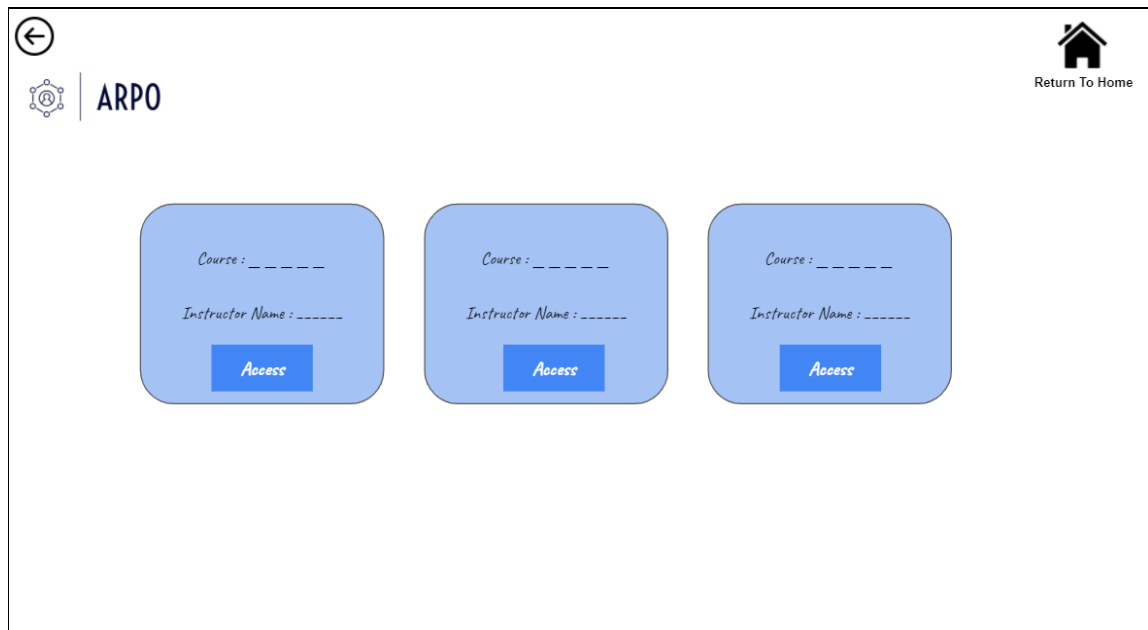 Return To Home
ARPO
Course : _ _ _ _ _
Instructor Name : ______
Access
Course : _ _ _ _ _
Instructor Name : ______
Access
Course : _ _ _ _ _
Instructor Name : ______
Access